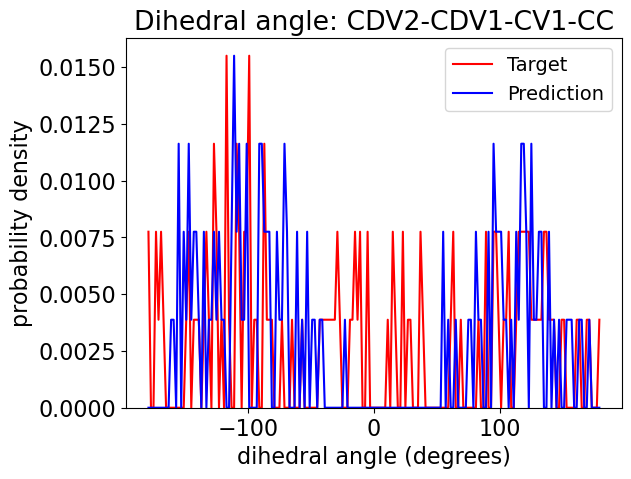 Dihedral angle: CDV2-CDV1-CV1-CC
Target
Prediction
probability density
0.0150
0.0125
0.0100
0.0075
0.0050
0.0025
0.0000
−100 0 100
dihedral angle (degrees)